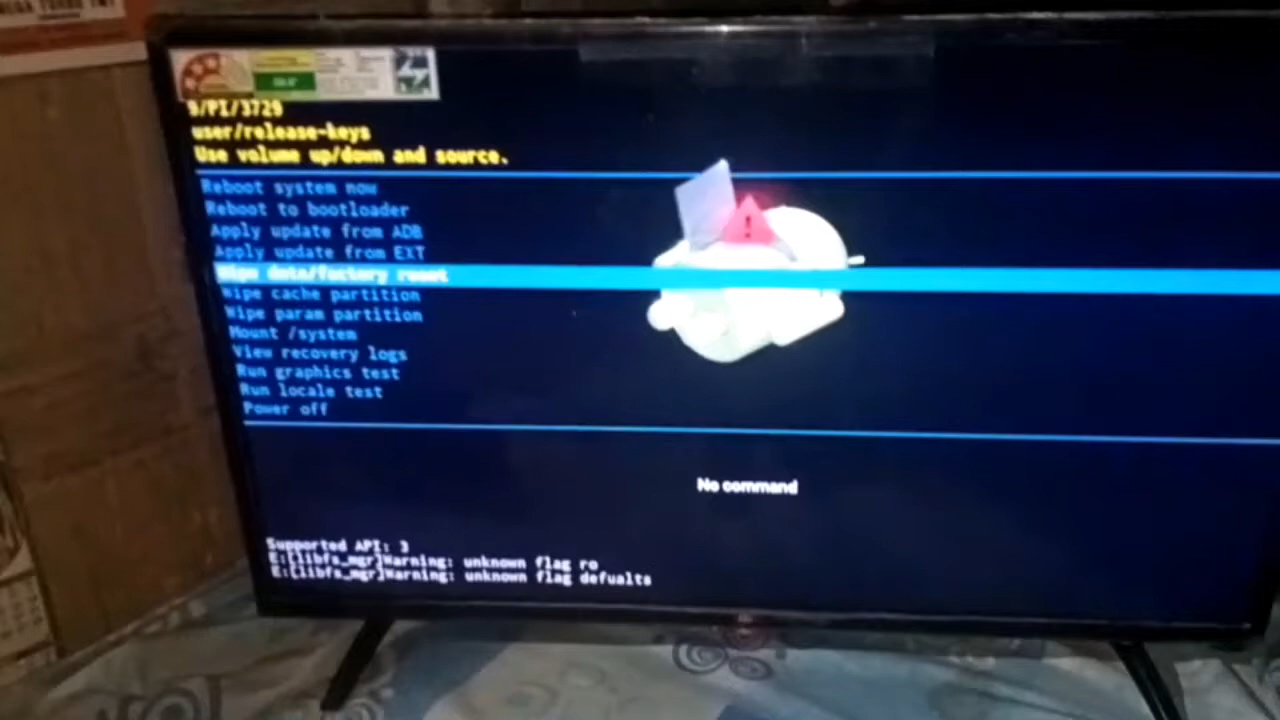 9/PI/3729
user/release-keys
Use volume up/down and source.
Reboot system now
Reboot to bootloader
Apply update from ADB
Apply update from EXT
Wipe data/factory reset
Wipe cache partition
Wipe param partition
Mount /system
View recovery logs
Run graphics test
Run locale test
Power off
No command
Supported API: 3
E:[libfs_mgr]Warning: unknown flag ro
E:[libfs_mgr]Warning: unknown flag defualts